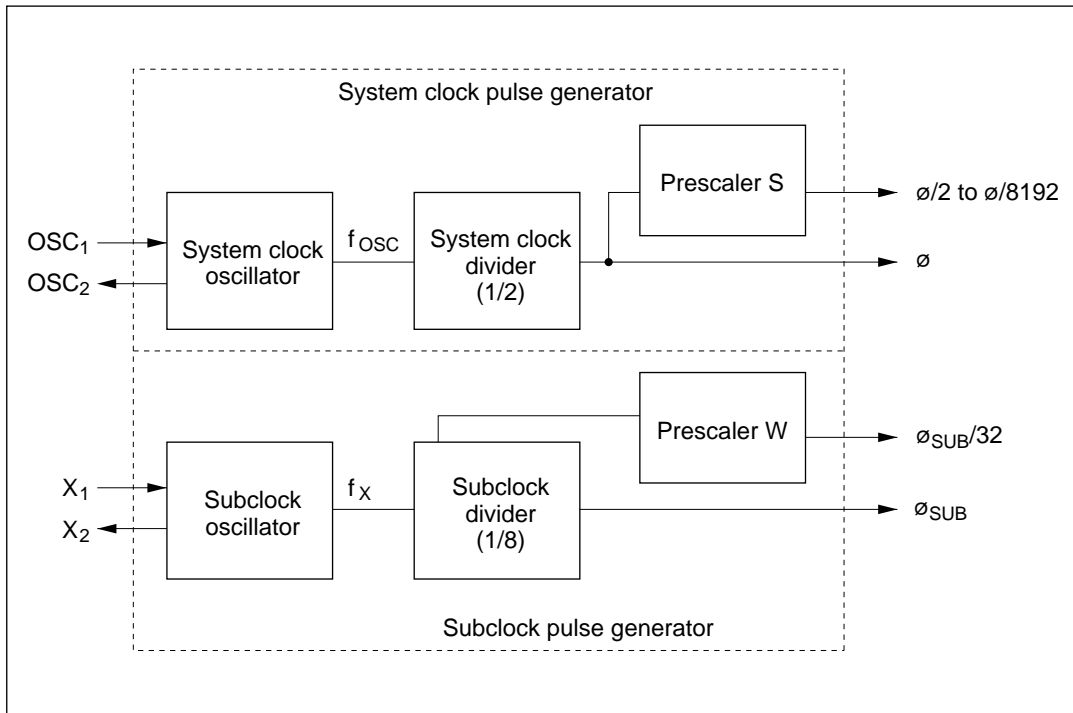 System clock pulse generator
Prescaler S
ø/2 to ø/8192
OSC1
OSC2
System clock
oscillator
fOSC
System clock
divider
(1/2)
ø
Prescaler W
øSUB/32
X1
X2
Subclock
oscillator
fX
Subclock
divider
(1/8)
øSUB
Subclock pulse generator